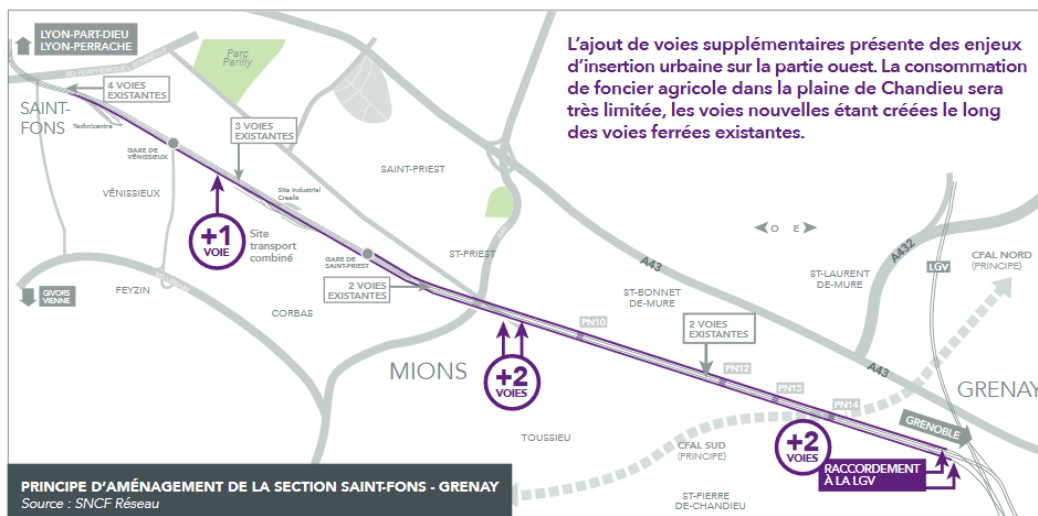 LYON-PART-DIEU
LYON-PERRACHE
Parc
Parilly
L'ajout de voies supplémentaires présente des enjeux
d'insertion urbaine sur la partie ouest. La consommation
de foncier agricole dans la plaine de Chandieu sera
très limitée, les voies nouvelles étant créées le long
des voies ferrées existantes.
4 VOIES
EXISTANTES
SAINT-
FONS
Technicentre
3 VOIES
EXISTANTES
GARE DE
VÉNISSIEUX
SAINT-PRIEST
VÉNISSIEUX
Site industriel
+1
VOIE
Site
transport
combiné
GARE DE
SAINT-PRIEST
ST-PRIEST
O E
A43
A432
LGV
CFAL NORD
(PRINCIPE)
ST-LAURENT
DE-MURE
2 VOIES
EXISTANTES
GIVORS
VIENNE
FEYZIN
CORBAS
ST-BONNET
DE-MURE
PN10
2 VOIES
EXISTANTES
MIONS
+2
VOIES
PN12
PN13
PN14
A43
GRENAY
GRENOBLE
TOUSSIEU
CFAL SUD
(PRINCIPE)
+2
VOIES
RACCORDEMENT
À LA LGV
ST-PIERRE
DE-CHANDIEU
PRINCIPE D'AMÉNAGEMENT DE LA SECTION SAINT-FONS - GRENAY
Source : SNCF Réseau